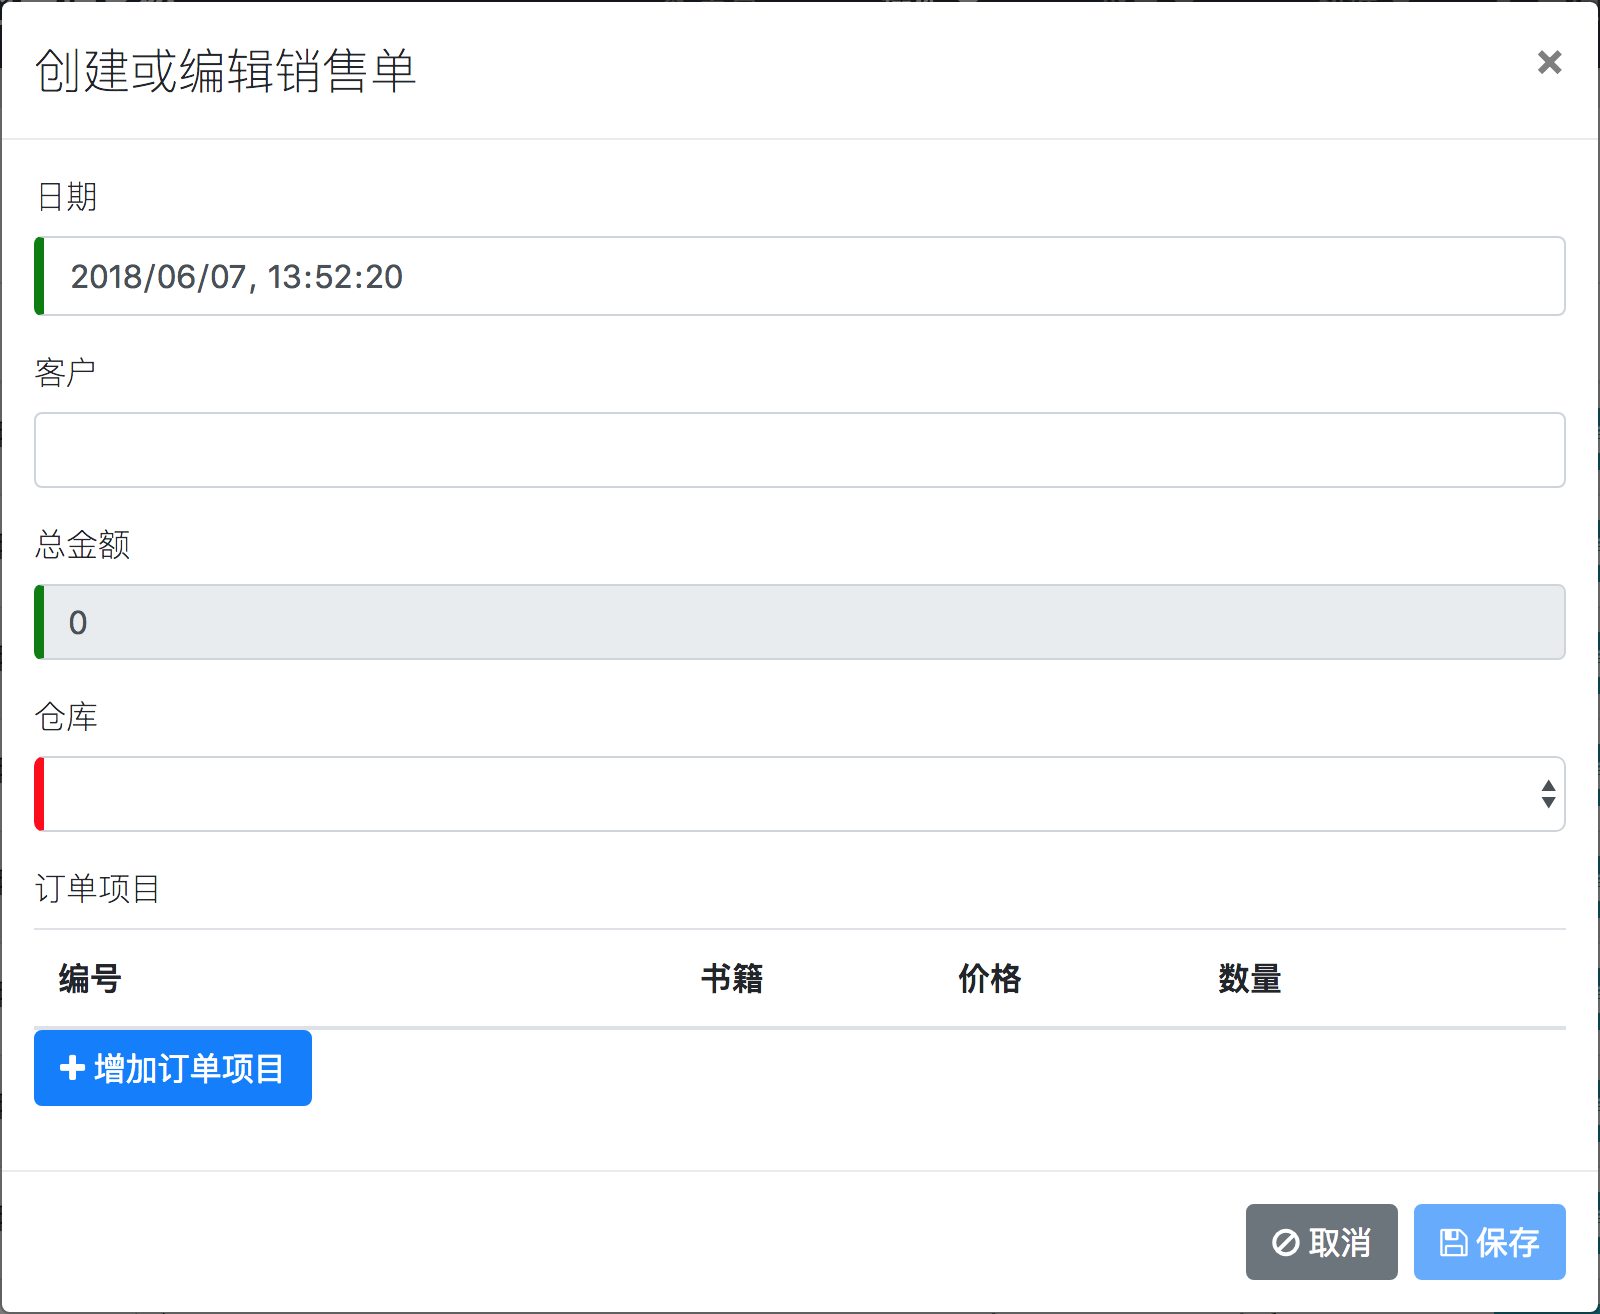 创建或编辑销售单
日期
2018/06/07, 13:52:20
客户
总金额
0
仓库
订单项目
编号 书籍 价格 数量
增加订单项目
取消 保存